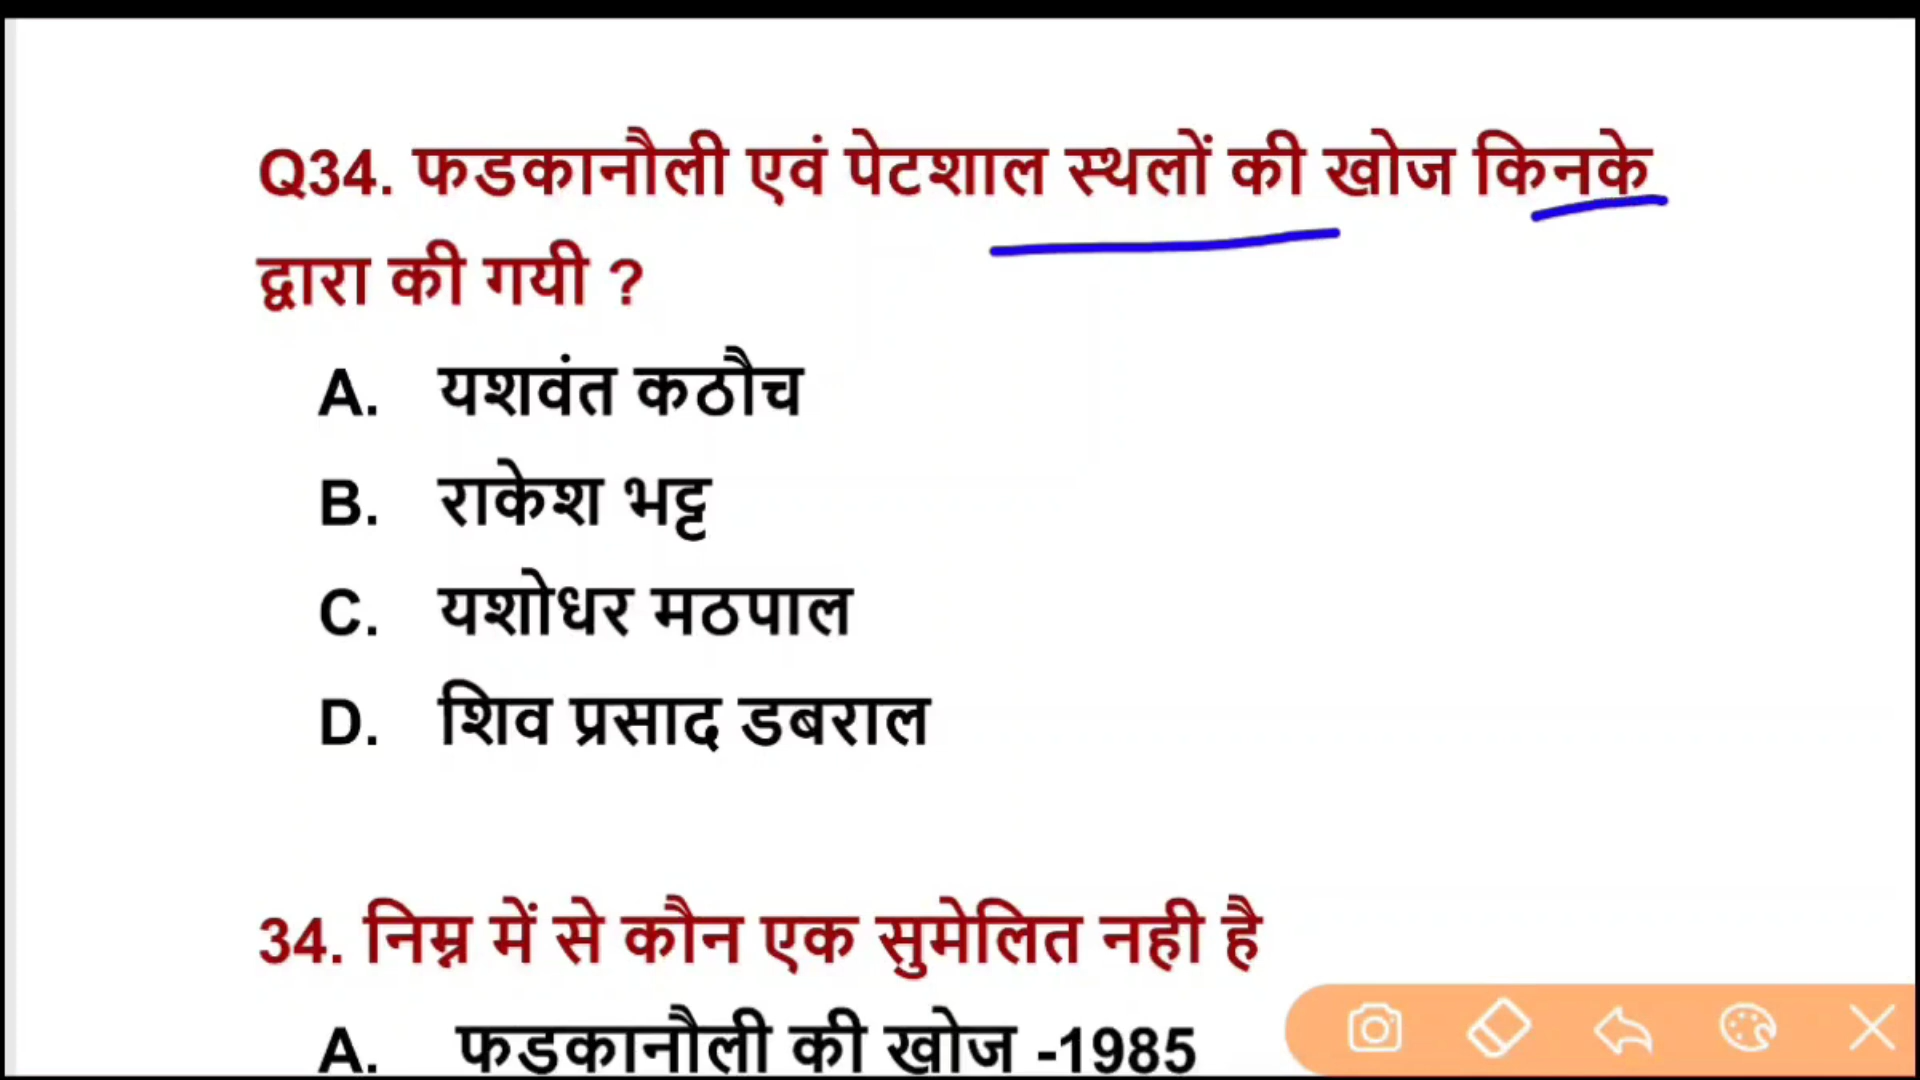 Q34. फडकानौली एवं पेटशाल स्थलों की खोज किनके
द्वारा की गयी ?
A. यशवंत कठौच
B. राकेश भट्ट
C. यशोधर मठपाल
D. शिव प्रसाद डबराल
34. निम्न में से कौन एक सुमेलित नही है
A. फडकानौली की खोज -1985